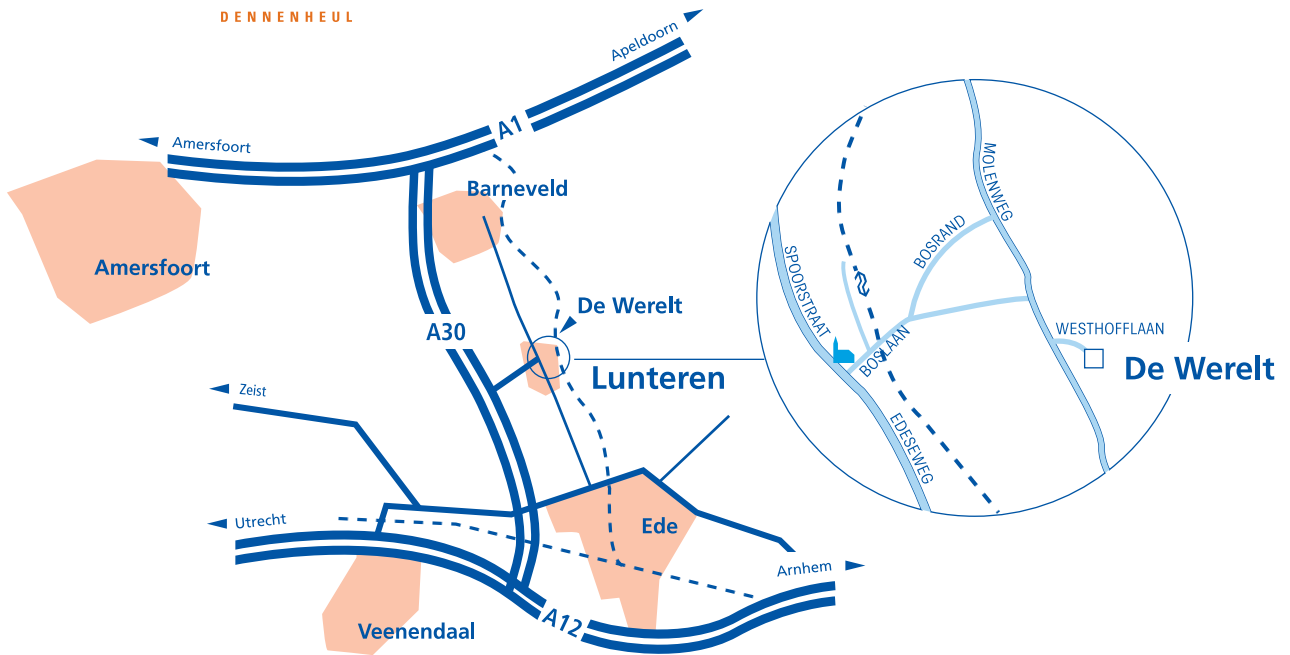 DENNENHEUL
Apeldoorn
A1
Amersfoort
Barneveld
Amersfoort
De Werelt
A30
Lunteren
Zeist
Utrecht
Ede
Arnhem
A12
Veenendaal
MOLENWEG
BOSRAND
SPOORSTRAAT
BOSLAAN
WESTHOFFLAAN
De Werelt
EDESEWEG